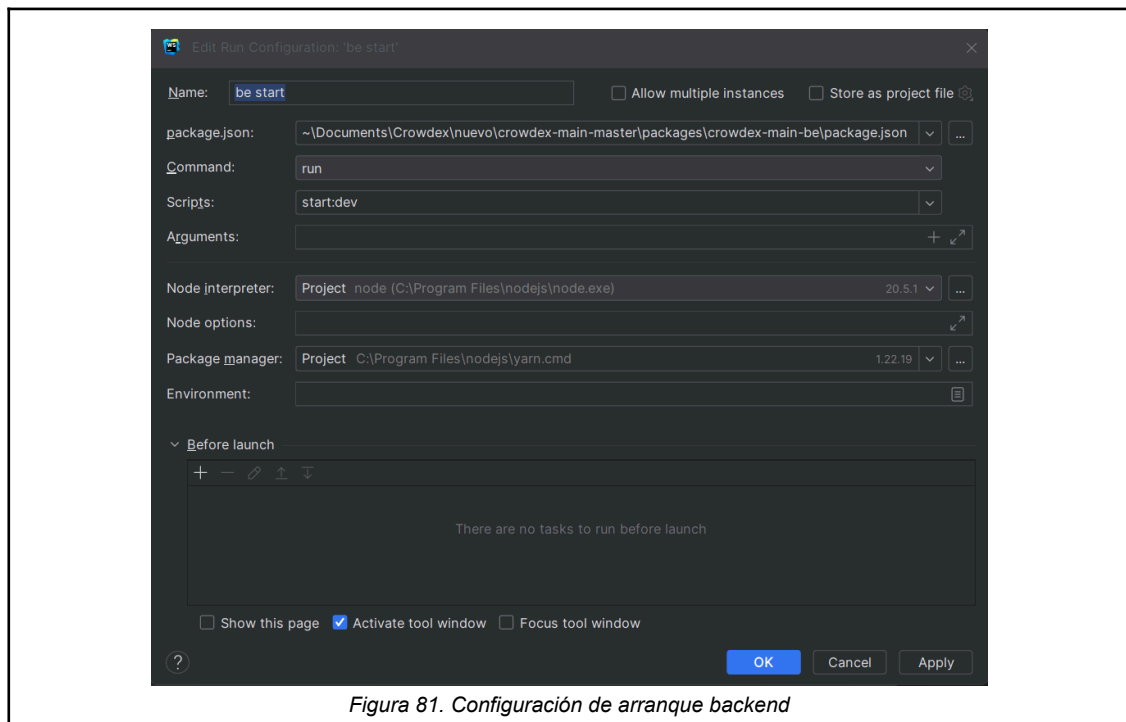 WS Edit Run Configuration: 'be start'
Name: be start Allow multiple instances Store as project file
package.json: ~\Documents\Crowdex\nuevo\crowdex-main-master\packages\crowdex-main-be\package.json ...
Command: run
Scripts: start:dev
Arguments:
Node interpreter: Project node (C:\Program Files\nodejs\node.exe) 20.5.1 ...
Node options:
Package manager: Project C:\Program Files\nodejs\yarn.cmd 1.22.19 ...
Environment:
Before launch
There are no tasks to run before launch
Show this page Activate tool window Focus tool window
? OK Cancel Apply
Figura 81. Configuración de arranque backend